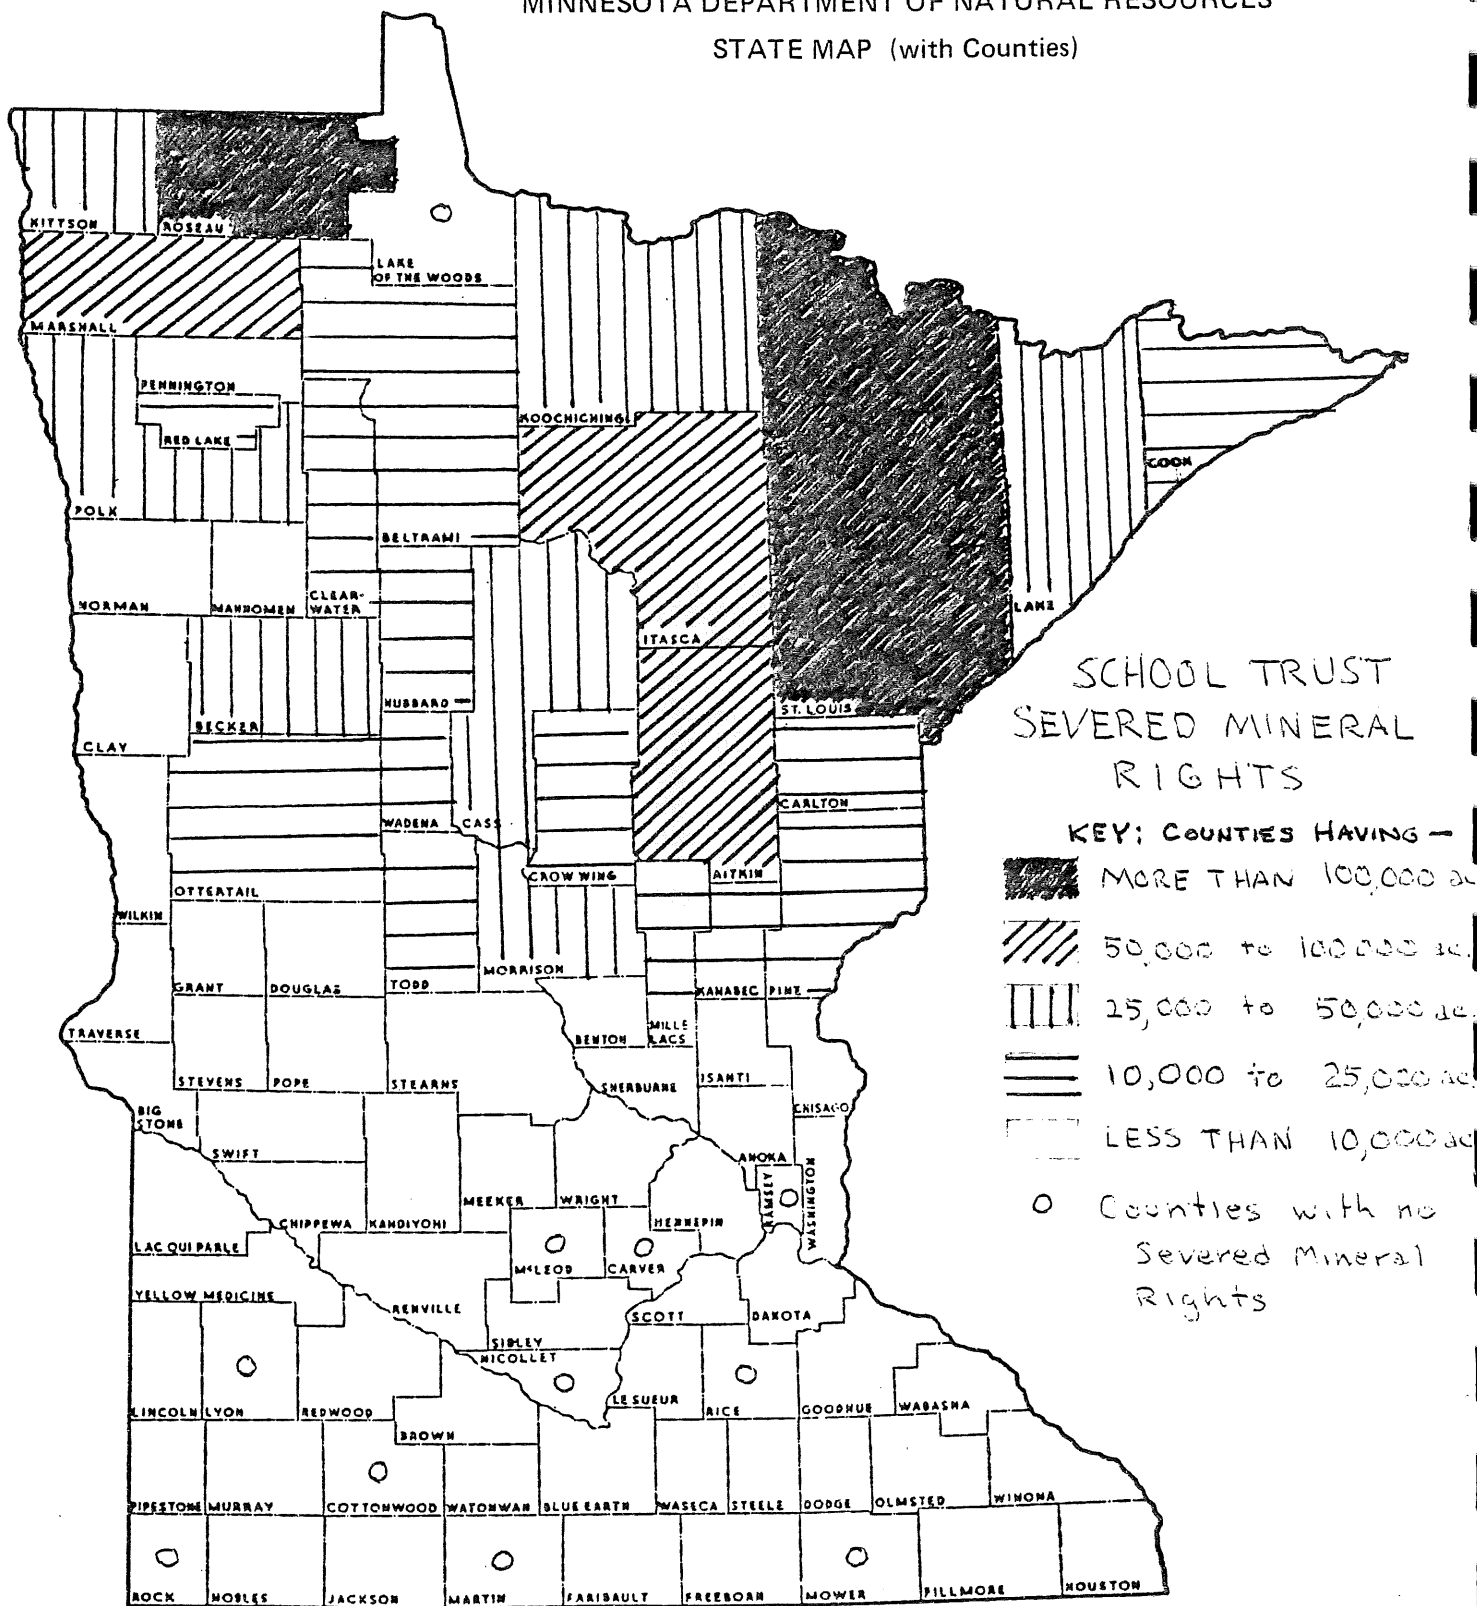 MINNESOTA DEPARTMENT OF NATURAL RESOURCES
STATE MAP (with Counties)
KITTSON
ROSEAU
LAKE
OF THE WOODS
MARSHALL
PENNINGTON
KOOCHICHING
RED LAKE
COOK
POLK
BELTRAMI
NORMAN
MAHNOMEN
CLEAR-
WATER
LAKE
ITASCA
HUBBARD
ST. LOUIS
BECKER
CLAY
SCHOOL TRUST
SEVERED MINERAL
RIGHTS
CARLTON
WADENA
CASS
KEY: COUNTIES HAVING -
CROW WING
AITKIN
MORE THAN 100,000 ac
OTTERTAIL
WILKIN
50,000 to 100,000 ac.
MORRISON
GRANT
DOUGLAS
TODD
KANABEC
PINE
25,000 to 50,000 ac.
TRAVERSE
BENTON
MILLE
LACS
10,000 to 25,000 ac
STEVENS
POPE
STEARNS
SHERBURNE
ISANTI
CHISAGO
LESS THAN 10,000 ac
BIG
STONE
SWIFT
ANOKA
RAMSEY
WASHINGTON
MEEKER
WRIGHT
HENNEPIN
Counties with no
Severed Mineral
Rights
CHIPPEWA
KANDIYOHI
LAC QUI PARLE
McLEOD
CARVER
YELLOW MEDICINE
RENVILLE
SCOTT
DAKOTA
SIBLEY
NICOLLET
LINCOLN
LYON
REDWOOD
LE SUEUR
RICE
GOODHUE
WABASHA
BROWN
PIPESTONE
MURRAY
COTTONWOOD
WATONWAN
BLUE EARTH
WASECA
STEELE
DODGE
OLMSTED
WINONA
ROCK
NOBLES
JACKSON
MARTIN
FARIBAULT
FREEBORN
MOWER
FILLMORE
HOUSTON